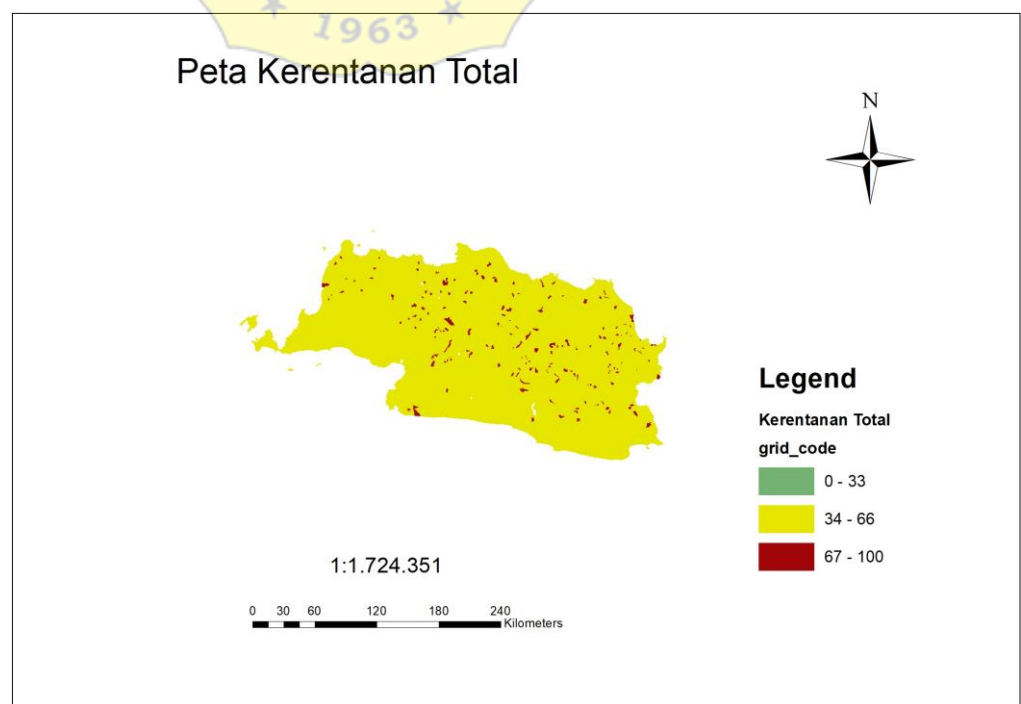 1963
Peta Kerentanan Total
N
Legend
Kerentanan Total
grid_code
0 - 33
34 - 66
67 - 100
1:1.724.351
0 30 60 120 180 240
Kilometers